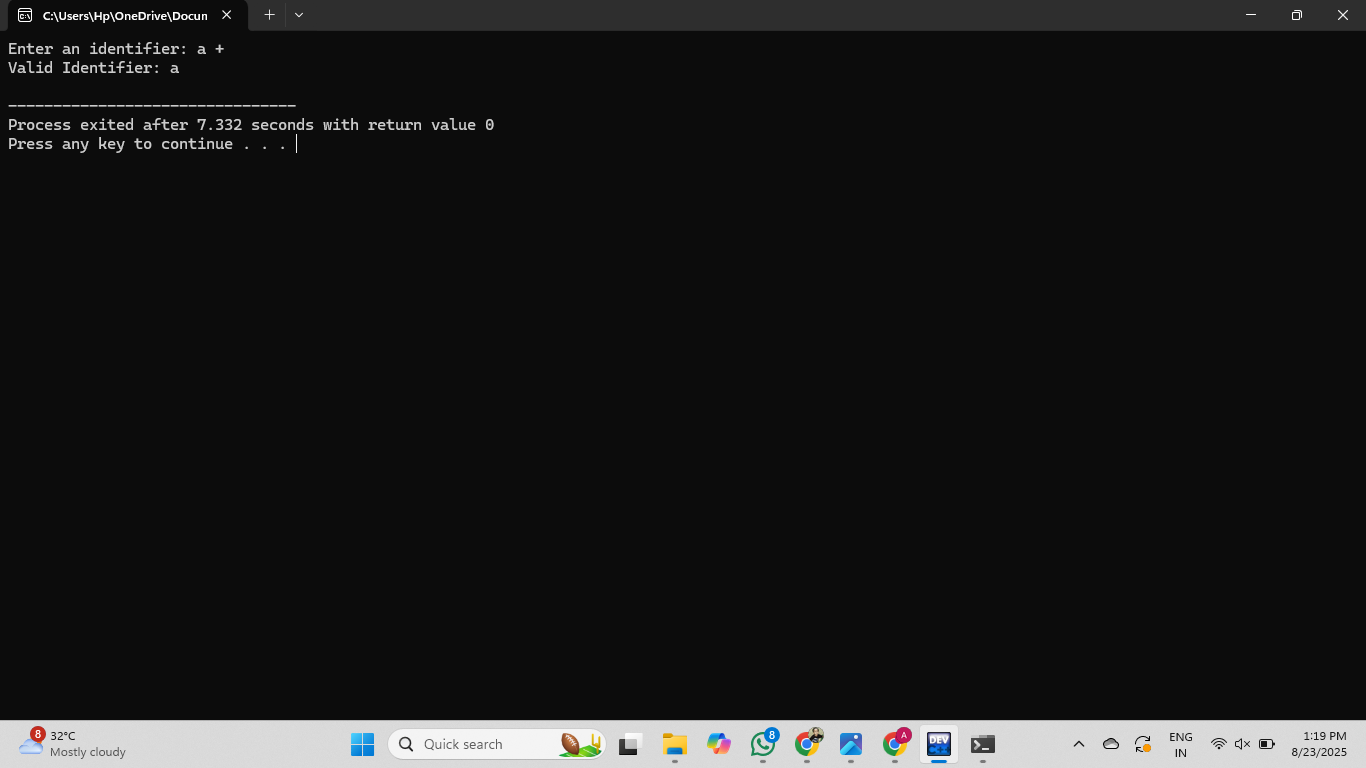 C:\Users\Hp\OneDrive\Docun
Enter an identifier: a +
Valid Identifier: a
--------------------------------
Process exited after 7.332 seconds with return value 0
Press any key to continue . . .
8
32°C
Mostly cloudy
Quick search
8
A
DEV
ENG
IN
1:19 PM
8/23/2025